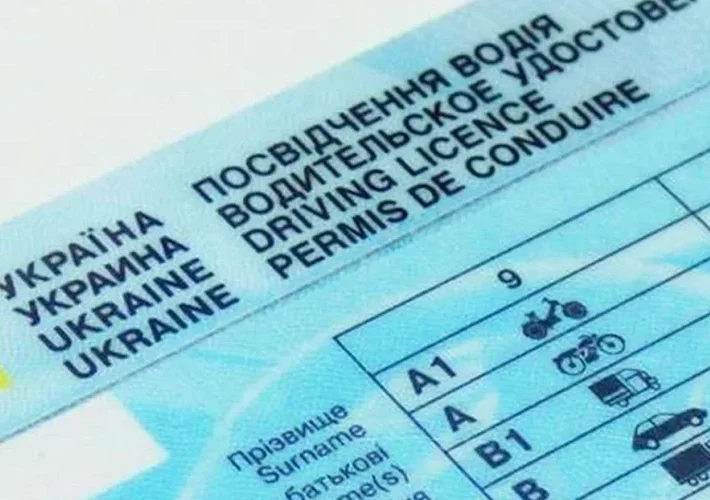 УКРАЇНА ПОСВІДЧЕННЯ ВОДІЯ
УКРАИНА ВОДИТЕЛЬСКОЕ УДОСТОВЕ
UKRAINE DRIVING LICENCE
UKRAINE PERMIS DE CONDUIRE
9
A1
A
B1
B
Прізвище
Surname
батькові
me(s)